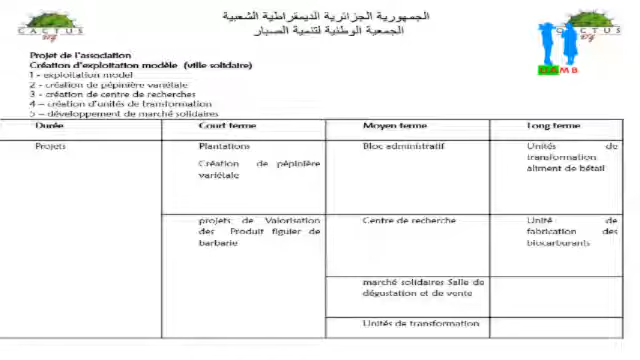 الجمهورية الجزائرية الديمقراطية الشعبية
الجمعية الوطنية لتنمية الصبار
CACTUS
CACTUS
BAMB
Projet de l'association
Création d'exploitation modèle (ville solidaire)
1 - exploitation model
2 - création de pépinière variétale
3 - création de centre de recherches
4 – création d'unités de transformation
5 – développement de marché solidaires
Durée Court terme Moyen terme Long terme
Projets
Plantations
Création de pépinière
variétale
Bloc administratif
Unités de
transformation
aliment de bétail
projets de Valorisation
des Produit figuier de
barbarie
Centre de recherche
Unité de
fabrication des
biocarburants
marché solidaires Salle de
dégustation et de vente
Unités de transformation